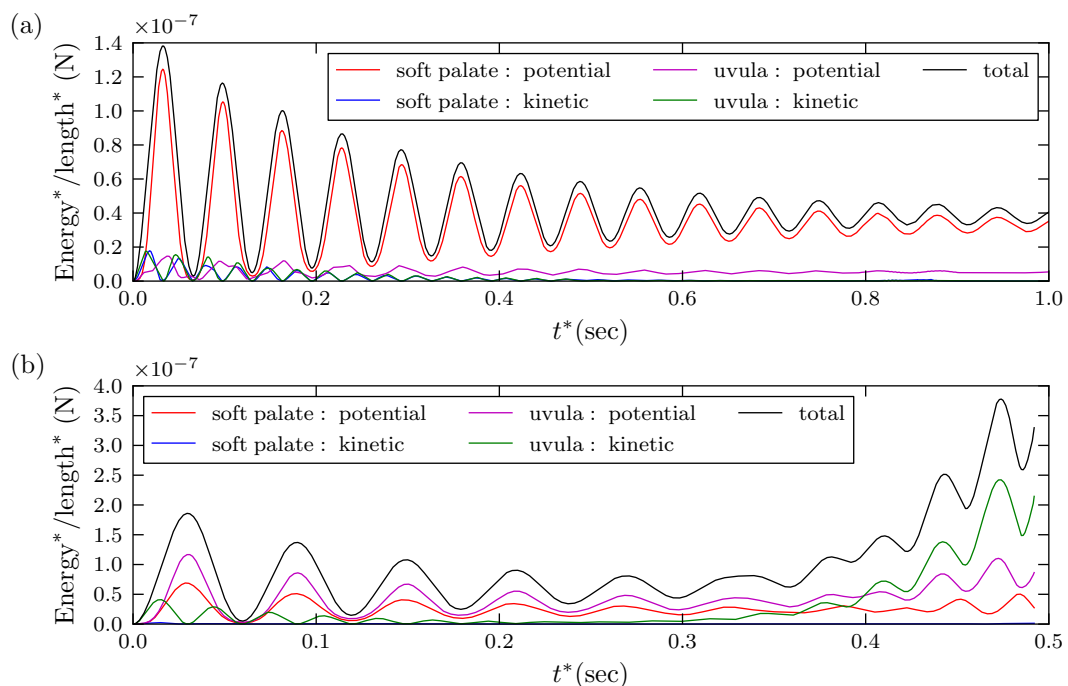 (a)
×10⁻⁷
Energy*/length* (N)
1.4
1.2
1.0
0.8
0.6
0.4
0.2
0.0
soft palate : potential
soft palate : kinetic
uvula : potential
uvula : kinetic
total
0.0 0.2 0.4 0.6 0.8 1.0
t*(sec)
(b)
×10⁻⁷
Energy*/length* (N)
4.0
3.5
3.0
2.5
2.0
1.5
1.0
0.5
0.0
soft palate : potential
soft palate : kinetic
uvula : potential
uvula : kinetic
total
0.0 0.1 0.2 0.3 0.4 0.5
t*(sec)